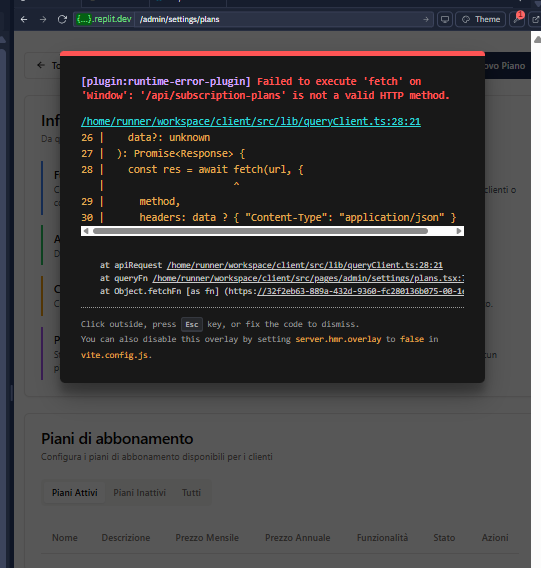 {...}.replit.dev /admin/settings/plans
Theme
1
To
ovo Piano
Inf
Da q
[plugin:runtime-error-plugin] Failed to execute 'fetch' on
'Window': '/api/subscription-plans' is not a valid HTTP method.
/home/runner/workspace/client/src/lib/queryClient.ts:28:21
26 | data?: unknown
27 | ): Promise<Response> {
28 | const res = await fetch(url, {
| ^
29 | method,
30 | headers: data ? { "Content-Type": "application/json" }
at apiRequest /home/runner/workspace/client/src/lib/queryClient.ts:28:21
at queryFn /home/runner/workspace/client/src/pages/admin/settings/plans.tsx:
at Object.fetchFn [as fn] (https://32f2eb63-889a-432d-9360-fc280136b075-00-1
Click outside, press Esc key, or fix the code to dismiss.
You can also disable this overlay by setting server.hmr.overlay to false in
vite.config.js.
clienti o
Piani di abbonamento
Configura i piani di abbonamento disponibili per i clienti
Piani Attivi Piani Inattivi Tutti
Nome Descrizione Prezzo Mensile Prezzo Annuale Funzionalità Stato Azioni